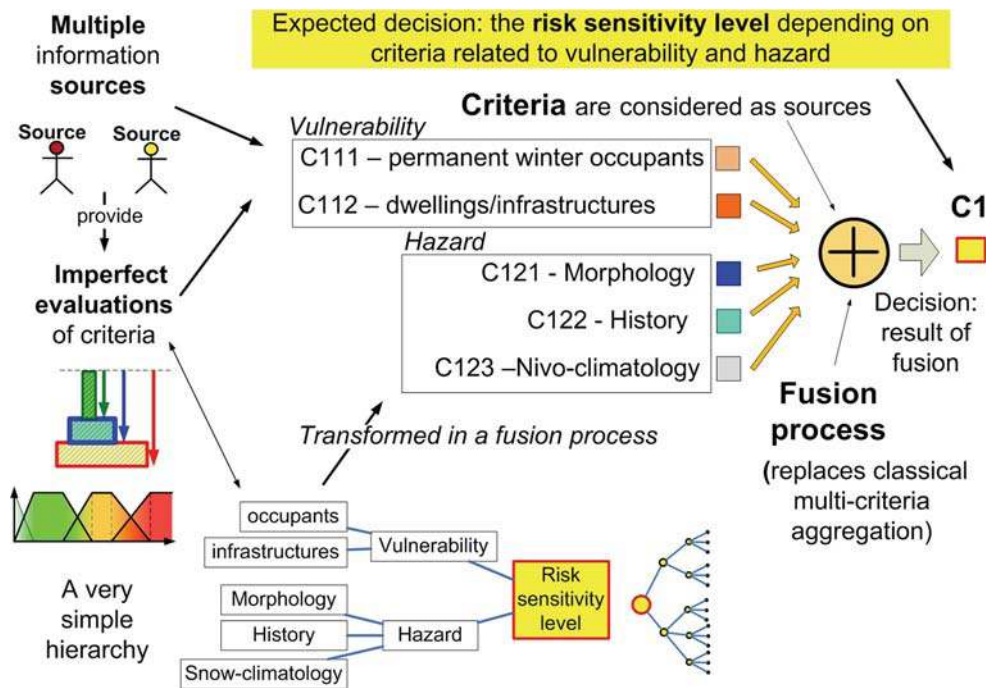 Multiple
information
sources
Expected decision: the risk sensitivity level depending on
criteria related to vulnerability and hazard
Source
Source
provide
Imperfect
evaluations
of criteria
Criteria are considered as sources
Vulnerability
C111 – permanent winter occupants
C112 – dwellings/infrastructures
Hazard
C121 - Morphology
C122 - History
C123 –Nivo-climatology
C1
Decision:
result of
fusion
Fusion
process
(replaces classical
multi-criteria
aggregation)
Transformed in a fusion process
A very
simple
hierarchy
occupants
infrastructures
Vulnerability
Morphology
History
Snow-climatology
Hazard
Risk
sensitivity
level